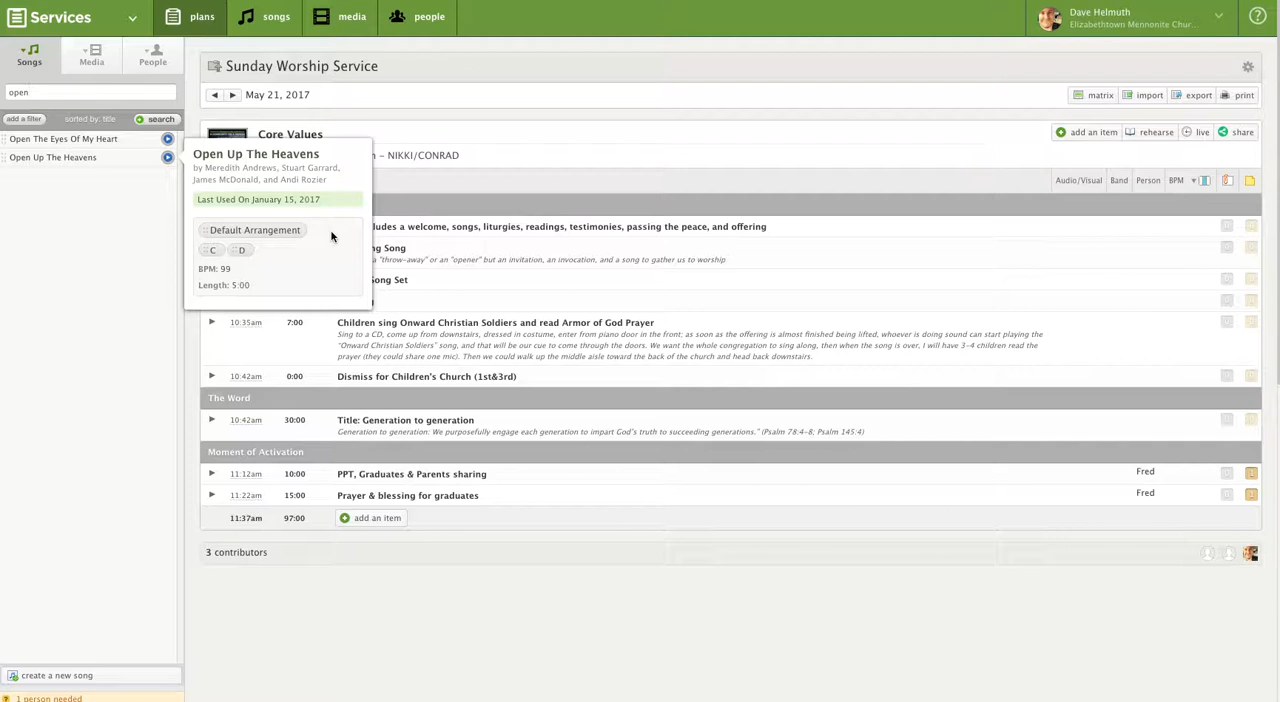 Services
plans
songs
media
people
Dave Helmuth
Elizabethtown Mennonite Chur...
Songs
Media
People
open
add a filter
sorted by: title
search
Open The Eyes Of My Heart
Open Up The Heavens
create a new song
1 person needed
Open Up The Heavens
by Meredith Andrews, Stuart Garrard,
James McDonald, and Andi Rozier
Last Used On January 15, 2017
Default Arrangement
C D
BPM: 99
Length: 5:00
Sunday Worship Service
May 21, 2017
matrix import export print
Core Values
– NIKKI/CONRAD
add an item rehearse live share
Audio/Visual Band Person BPM
a welcome, songs, liturgies, readings, testimonies, passing the peace, and offering
Song
a "throw-away" or an "opener" but an invitation, an invocation, and a song to gather us to worship
Song Set
10:35am 7:00 Children sing Onward Christian Soldiers and read Armor of God Prayer
Sing to a CD, come up from downstairs, dressed in costume, enter from piano door in the front: as soon as the offering is almost finished being lifted, whoever is doing sound can start playing the
"Onward Christian Soldiers" song, and that will be our cue to come through the doors. We want the whole congregation to sing along, then when the song is over, I will have 3-4 children read the
prayer (they could share one mic). Then we could walk up the middle aisle toward the back of the church and head back downstairs.
10:42am 0:00 Dismiss for Children's Church (1st&3rd)
The Word
10:42am 30:00 Title: Generation to generation
Generation to generation: We purposefully engage each generation to impart God's truth to succeeding generations." (Psalm 78:4-8; Psalm 145:4)
Moment of Activation
11:12am 10:00 PPT, Graduates & Parents sharing Fred
11:22am 15:00 Prayer & blessing for graduates Fred
11:37am 97:00 add an item
3 contributors